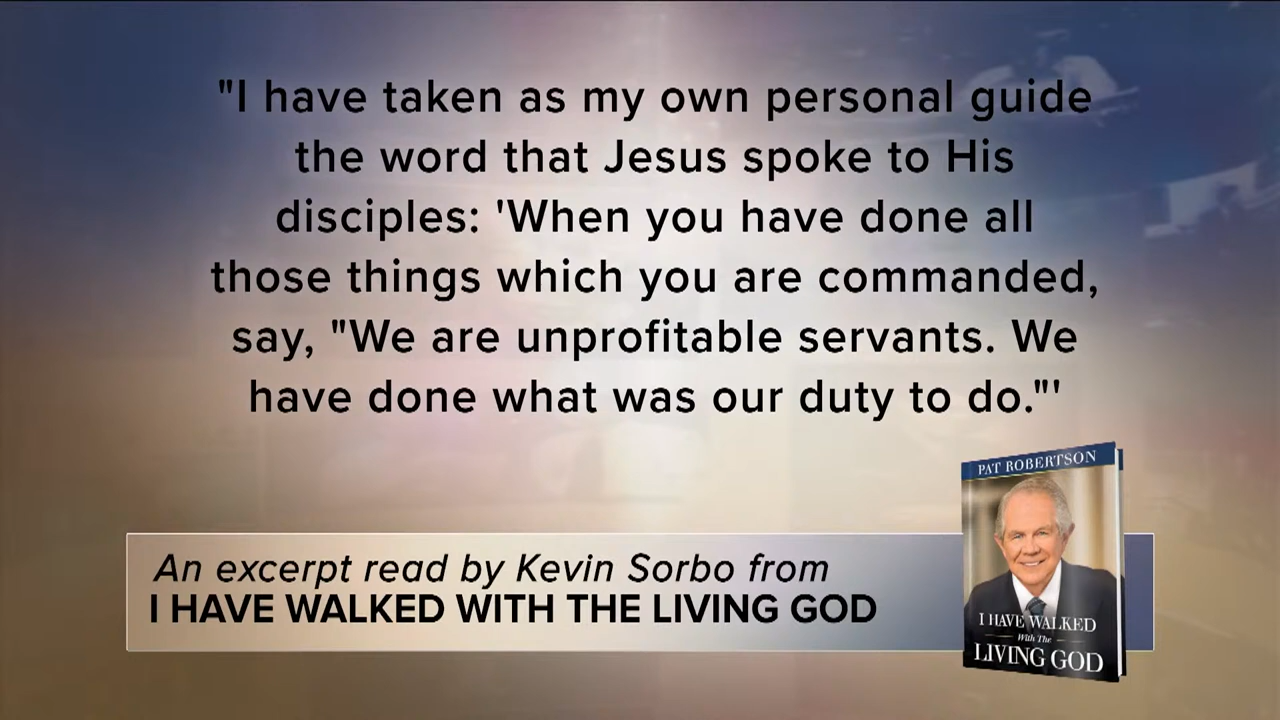 "I have taken as my own personal guide
the word that Jesus spoke to His
disciples: 'When you have done all
those things which you are commanded,
say, "We are unprofitable servants. We
have done what was our duty to do."'
An excerpt read by Kevin Sorbo from
I HAVE WALKED WITH THE LIVING GOD
PAT ROBERTSON
I HAVE WALKED
With The
LIVING GOD